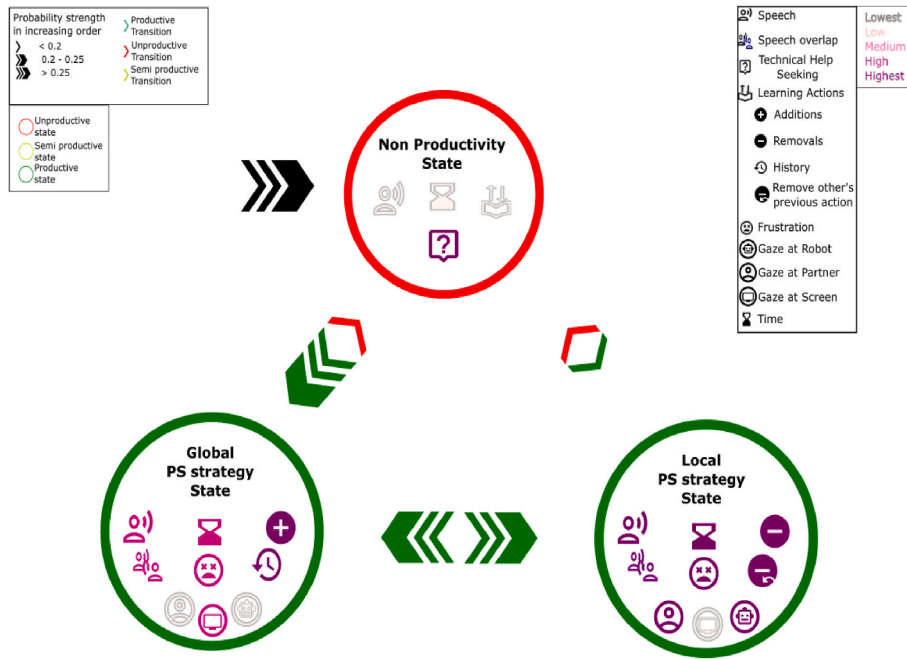 Probability strength
in increasing order
< 0.2
0.2 - 0.25
> 0.25
Productive
Transition
Unproductive
Transition
Semi productive
Transition
Unproductive
state
Semi productive
state
Productive
state
Speech
Speech overlap
Technical Help
Seeking
Learning Actions
Additions
Removals
History
Remove other's
previous action
Frustration
Gaze at Robot
Gaze at Partner
Gaze at Screen
Time
Lowest
Low
Medium
High
Highest
Non Productivity
State
Global
PS strategy
State
Local
PS strategy
State